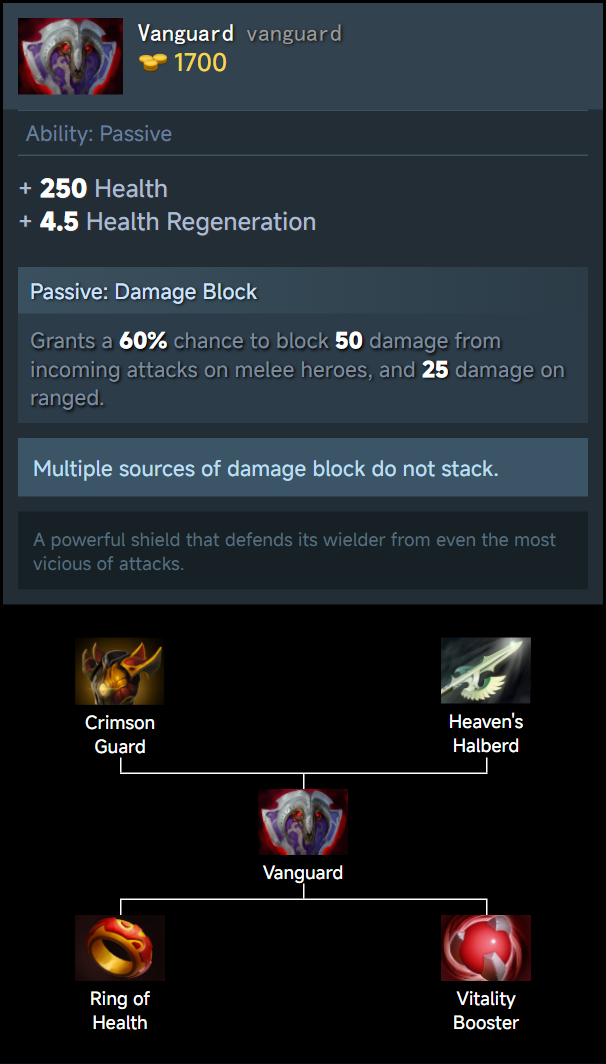 Vanguard vanguard
1700
Ability: Passive
+ 250 Health
+ 4.5 Health Regeneration
Passive: Damage Block
Grants a 60% chance to block 50 damage from
incoming attacks on melee heroes, and 25 damage on
ranged.
Multiple sources of damage block do not stack.
A powerful shield that defends its wielder from even the most
vicious of attacks.
Crimson
Guard
Heaven's
Halberd
Vanguard
Ring of
Health
Vitality
Booster